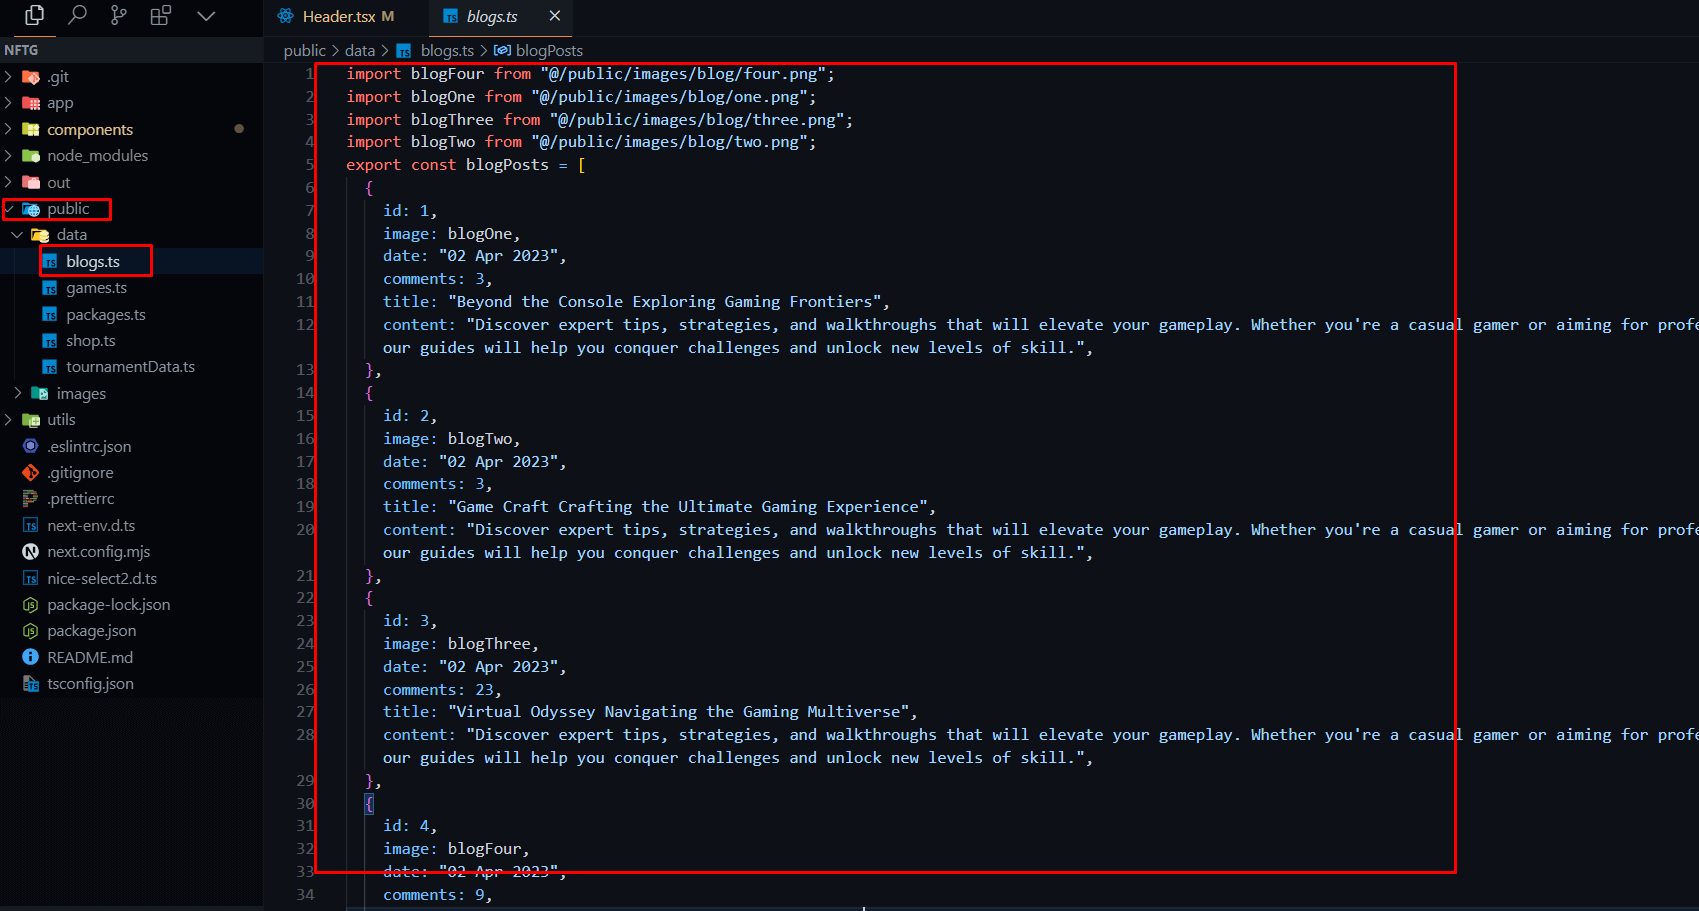 Header.tsx M
blogs.ts
NFTG
public > data > TS blogs.ts > blogPosts
.git
app
components
node_modules
out
public
data
TS blogs.ts
TS games.ts
TS packages.ts
TS shop.ts
TS tournamentData.ts
images
utils
.eslintrc.json
.gitignore
.prettierrc
TS next-env.d.ts
N next.config.mjs
TS nice-select2.d.ts
JS package-lock.json
JS package.json
README.md
TS tsconfig.json
1 import blogFour from "@/public/images/blog/four.png";
2 import blogOne from "@/public/images/blog/one.png";
3 import blogThree from "@/public/images/blog/three.png";
4 import blogTwo from "@/public/images/blog/two.png";
5 export const blogPosts = [
6 {
7 id: 1,
8 image: blogOne,
9 date: "02 Apr 2023",
10 comments: 3,
11 title: "Beyond the Console Exploring Gaming Frontiers",
12 content: "Discover expert tips, strategies, and walkthroughs that will elevate your gameplay. Whether you're a casual gamer or aiming for profe
our guides will help you conquer challenges and unlock new levels of skill.",
13 },
14 {
15 id: 2,
16 image: blogTwo,
17 date: "02 Apr 2023",
18 comments: 3,
19 title: "Game Craft Crafting the Ultimate Gaming Experience",
20 content: "Discover expert tips, strategies, and walkthroughs that will elevate your gameplay. Whether you're a casual gamer or aiming for profe
our guides will help you conquer challenges and unlock new levels of skill.",
21 },
22 {
23 id: 3,
24 image: blogThree,
25 date: "02 Apr 2023",
26 comments: 23,
27 title: "Virtual Odyssey Navigating the Gaming Multiverse",
28 content: "Discover expert tips, strategies, and walkthroughs that will elevate your gameplay. Whether you're a casual gamer or aiming for profe
our guides will help you conquer challenges and unlock new levels of skill.",
29 },
30 {
31 id: 4,
32 image: blogFour,
33 date: "02 Apr 2023",
34 comments: 9,